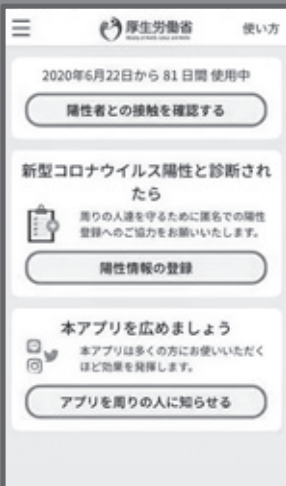 厚生労働省
使い方
2020年6月22日から 81 日間 使用中
陽性者との接触を確認する
新型コロナウイルス陽性と診断され
たら
周りの人達を守るために匿名での陽性
登録へのご協力をお願いいたします。
陽性情報の登録
本アプリを広めましょう
本アプリは多くの方にお使いいただく
ほど効果を発揮します。
アプリを周りの人に知らせる